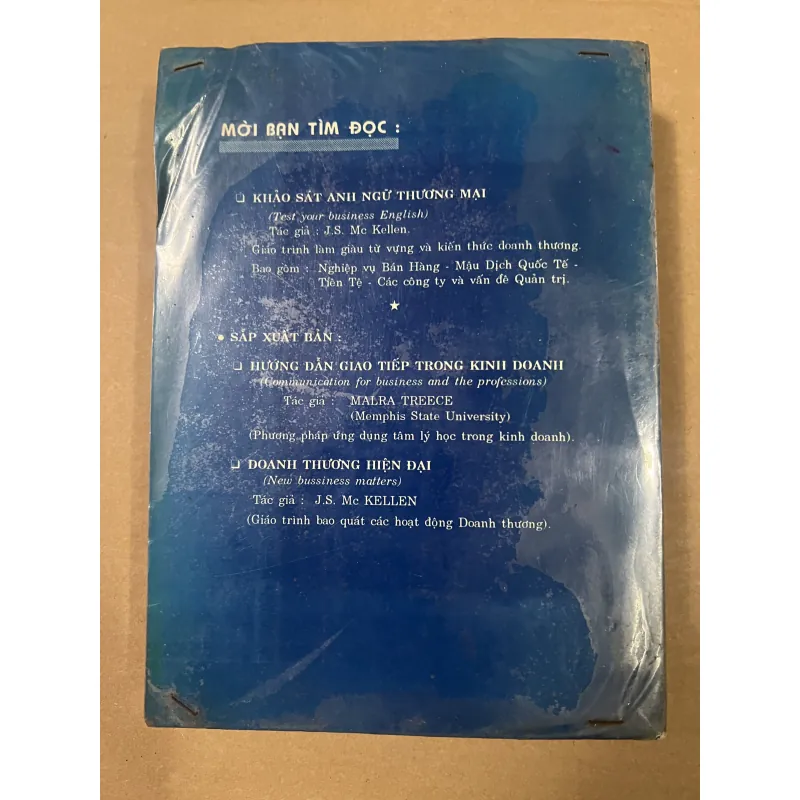 MỜI BẠN TÌM ĐỌC :
❏ KHẢO SÁT ANH NGỮ THƯƠNG MẠI
(Test your business English)
Tác giả : J.S. Mc Kellen.
Giáo trình làm giàu từ vựng và kiến thức doanh thương.
Bao gồm : Nghiệp vụ Bán Hàng - Mậu Dịch Quốc Tế -
Tiền Tệ - Các công ty và vấn đề Quản trị.
★
● SẮP XUẤT BẢN :
❏ HƯỚNG DẪN GIAO TIẾP TRONG KINH DOANH
(Communication for business and the professions)
Tác giả : MALRA TREECE
(Memphis State University)
(Phương pháp ứng dụng tâm lý học trong kinh doanh).
❏ DOANH THƯƠNG HIỆN ĐẠI
(New bussiness matters)
Tác giả : J.S. Mc KELLEN
(Giáo trình bao quát các hoạt động Doanh thương).